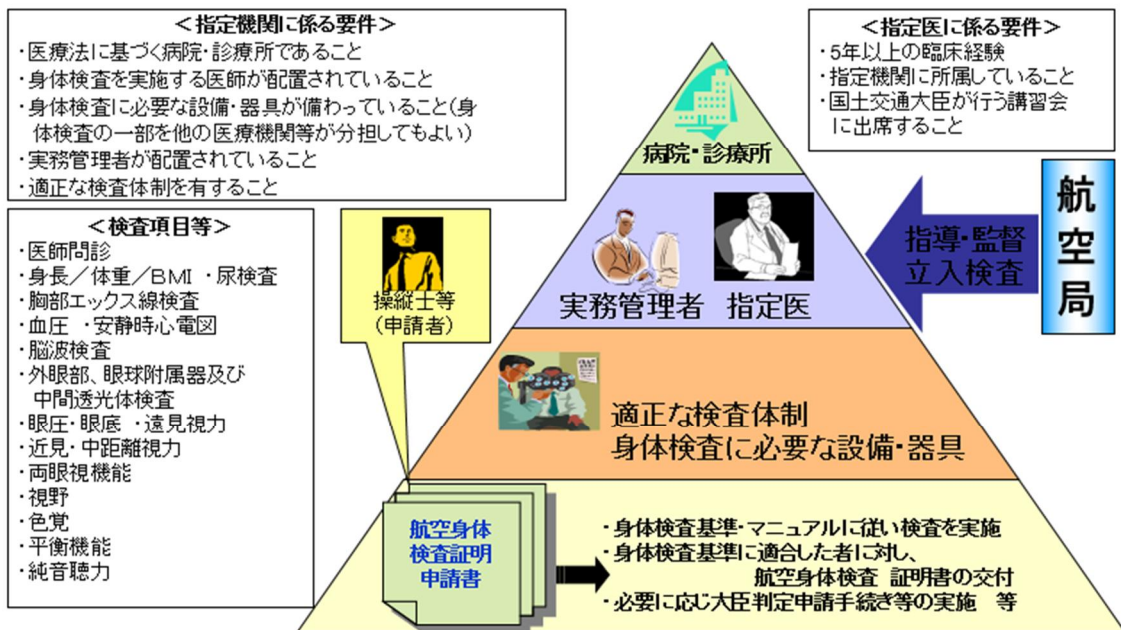 ＜指定機関に係る要件＞
・医療法に基づく病院・診療所であること
・身体検査を実施する医師が配置されていること
・身体検査に必要な設備・器具が備わっていること(身
体検査の一部を他の医療機関等が分担してもよい)
・実務管理者が配置されていること
・適正な検査体制を有すること
＜指定医に係る要件＞
・5年以上の臨床経験
・指定機関に所属していること
・国土交通大臣が行う講習会
に出席すること
病院・診療所
＜検査項目等＞
・医師問診
・身長／体重／BMI ・尿検査
・胸部エックス線検査
・血圧 ・安静時心電図
・脳波検査
・外眼部、眼球附属器及び
中間透光体検査
・眼圧・眼底 ・遠見視力
・近見・中距離視力
・両眼視機能
・視野
・色覚
・平衡機能
・純音聴力
操縦士等
(申請者)
実務管理者 指定医
指導・監督
立入検査
航空局
適正な検査体制
身体検査に必要な設備・器具
航空身体
検査証明
申請書
・身体検査基準・マニュアルに従い検査を実施
・身体検査基準に適合した者に対し、
航空身体検査 証明書の交付
・必要に応じ大臣判定申請手続き等の実施 等